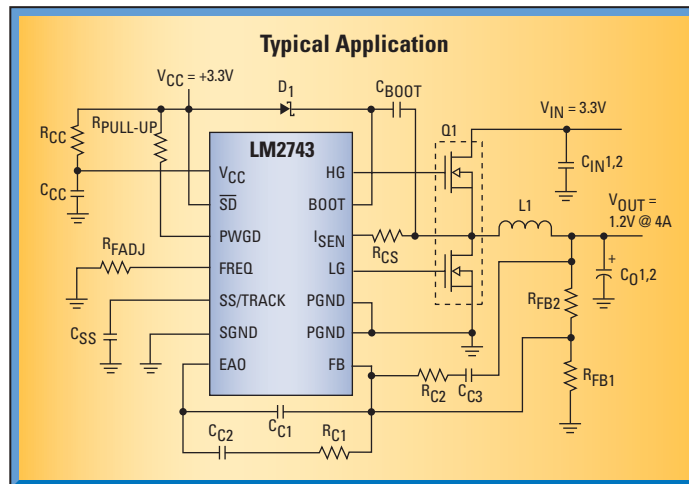 Typical Application
VCC = +3.3V
D1
CBOOT
RCC
RPULL-UP
LM2743
Q1
VIN = 3.3V
CIN1,2
CCC
VCC
HG
SD
BOOT
L1
VOUT =
1.2V @ 4A
PWGD
ISEN
RCS
RFADJ
FREQ
LG
+
CO1,2
SS/TRACK
PGND
RFB2
CSS
SGND
PGND
EAO
FB
RC2
CC3
RFB1
CC1
CC2
RC1